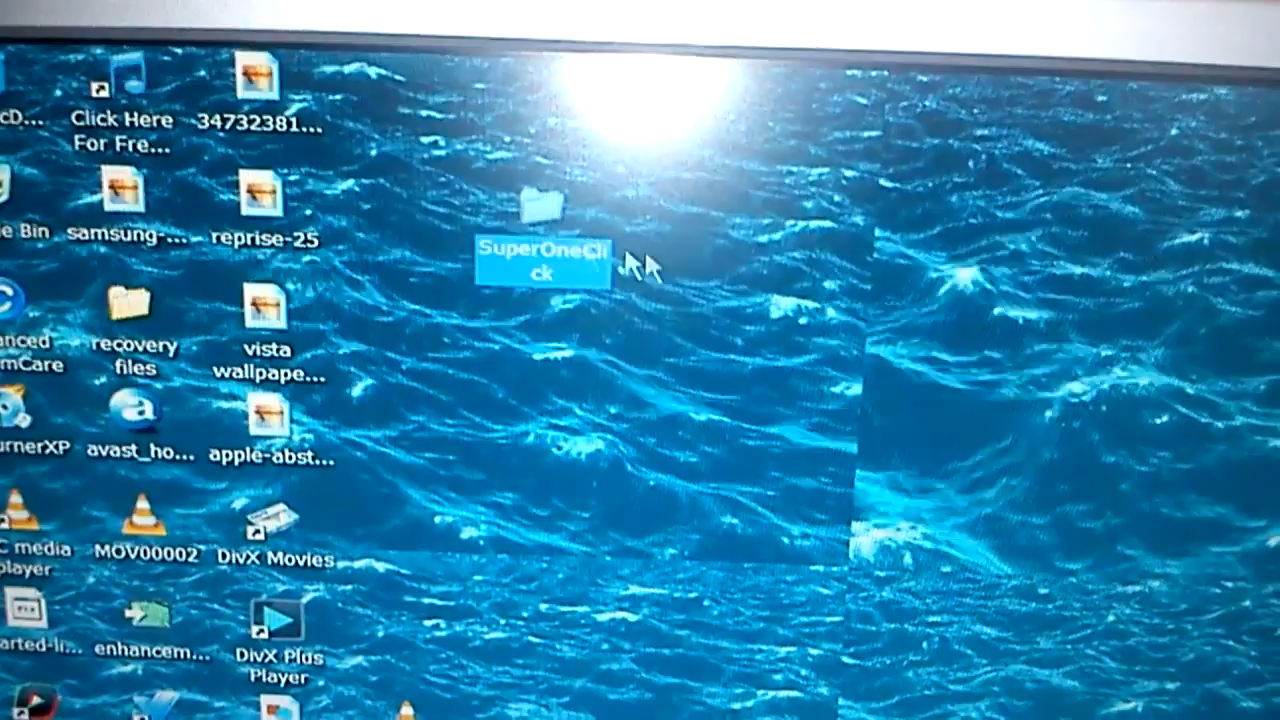 cD...
Click Here
For Fre...
34732381...
e Bin
samsung-...
reprise-25
SuperOneCli
ck
anced
mCare
recovery
files
vista
wallpape...
urnerXP
avast_ho...
apple-abst...
C media
player
MOV00002
DivX Movies
arted-li...
enhancem...
DivX Plus
Player